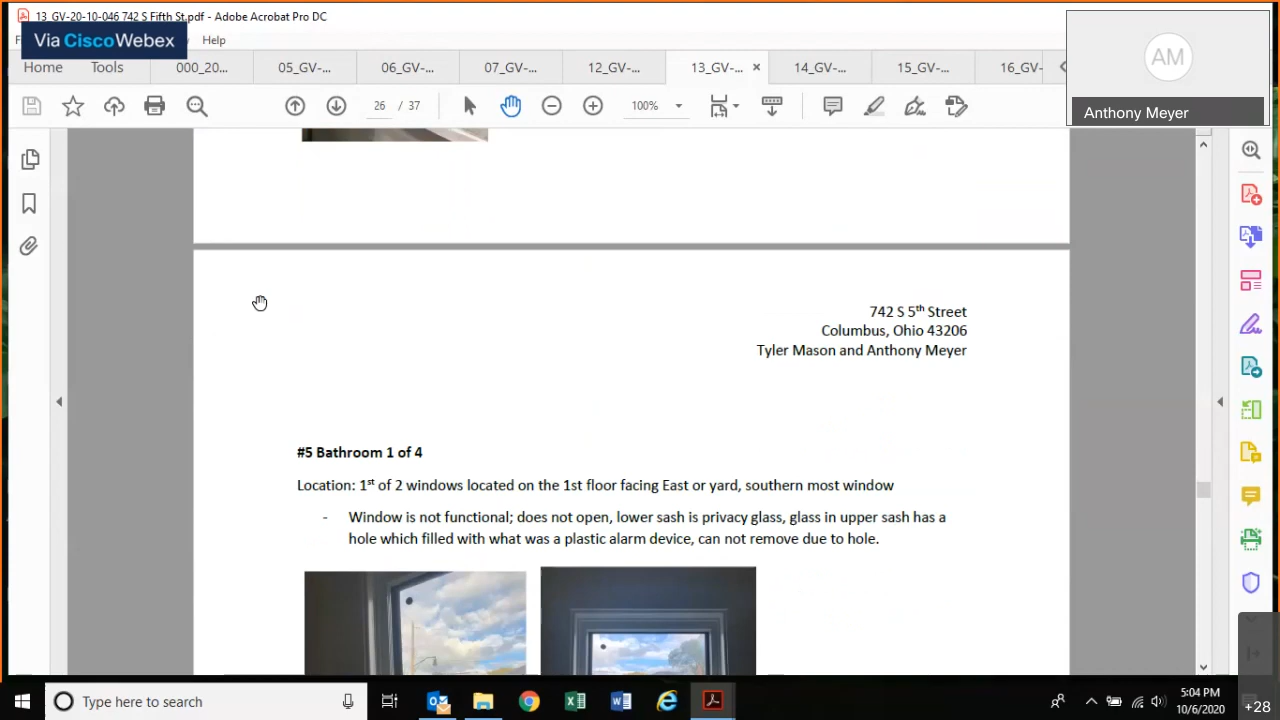 13_GV-20-10-046 742 S Fifth St.pdf - Adobe Acrobat Pro DC
Via CiscoWebex
Help
AM
Anthony Meyer
Home
Tools
000_20...
05_GV-...
06_GV-...
07_GV-...
12_GV-...
13_GV-...
14_GV-...
15_GV-...
16_GV-
26 / 37
100%
742 S 5th Street
Columbus, Ohio 43206
Tyler Mason and Anthony Meyer
#5 Bathroom 1 of 4
Location: 1st of 2 windows located on the 1st floor facing East or yard, southern most window
- Window is not functional; does not open, lower sash is privacy glass, glass in upper sash has a
hole which filled with what was a plastic alarm device, can not remove due to hole.
Type here to search
5:04 PM
10/6/2020
+28